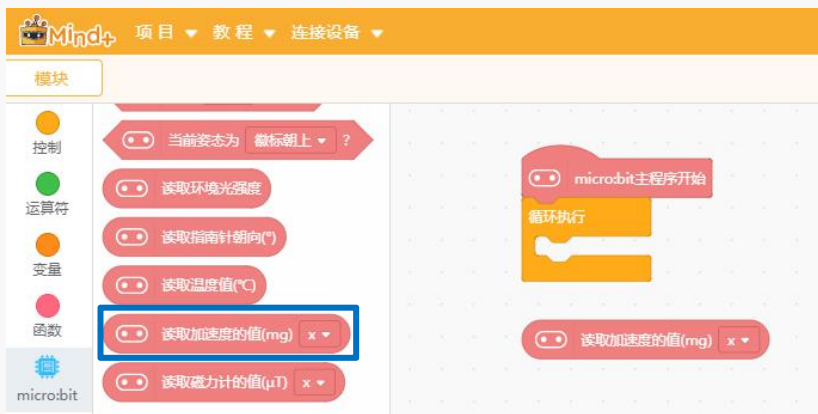 Mind+ 项目 教程 连接设备
模块
控制
运算符
变量
函数
micro:bit
当前姿态为 徽标朝上 ?
读取环境光强度
读取指南针朝向(°)
读取温度值(℃)
读取加速度的值(mg) x
读取磁力计的值(μT) x
micro:bit主程序开始
循环执行
读取加速度的值(mg) x